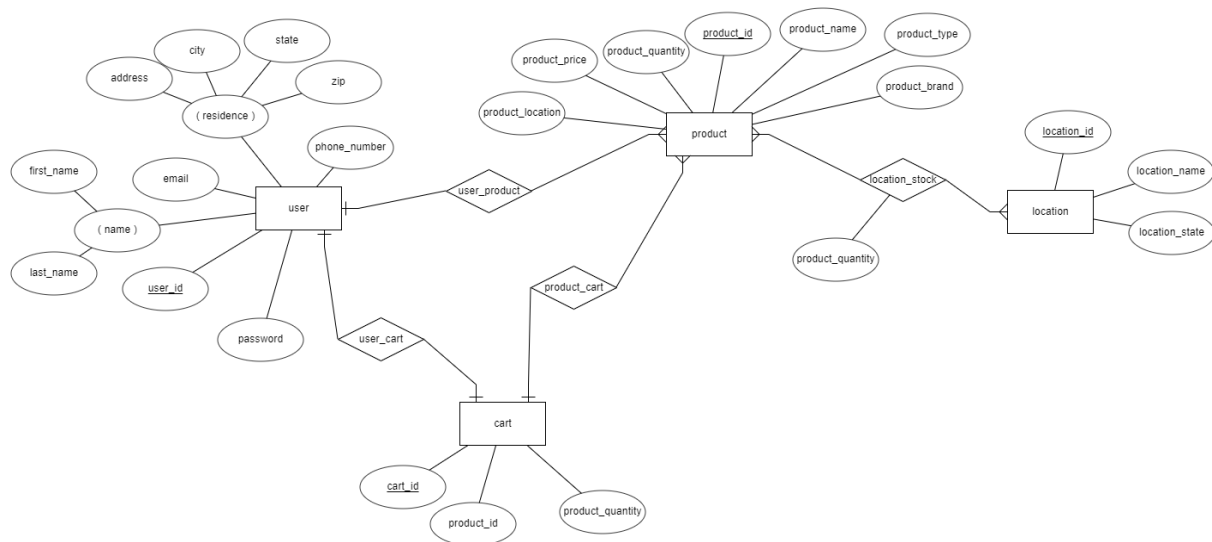 state
city
address
zip
( residence )
phone_number
first_name
email
user
( name )
last_name
user_id
password
product_id
product_name
product_quantity
product_type
product_price
product_brand
product_location
product
user_product
location_stock
product_quantity
location_id
location_name
location
location_state
product_cart
user_cart
cart
cart_id
product_id
product_quantity